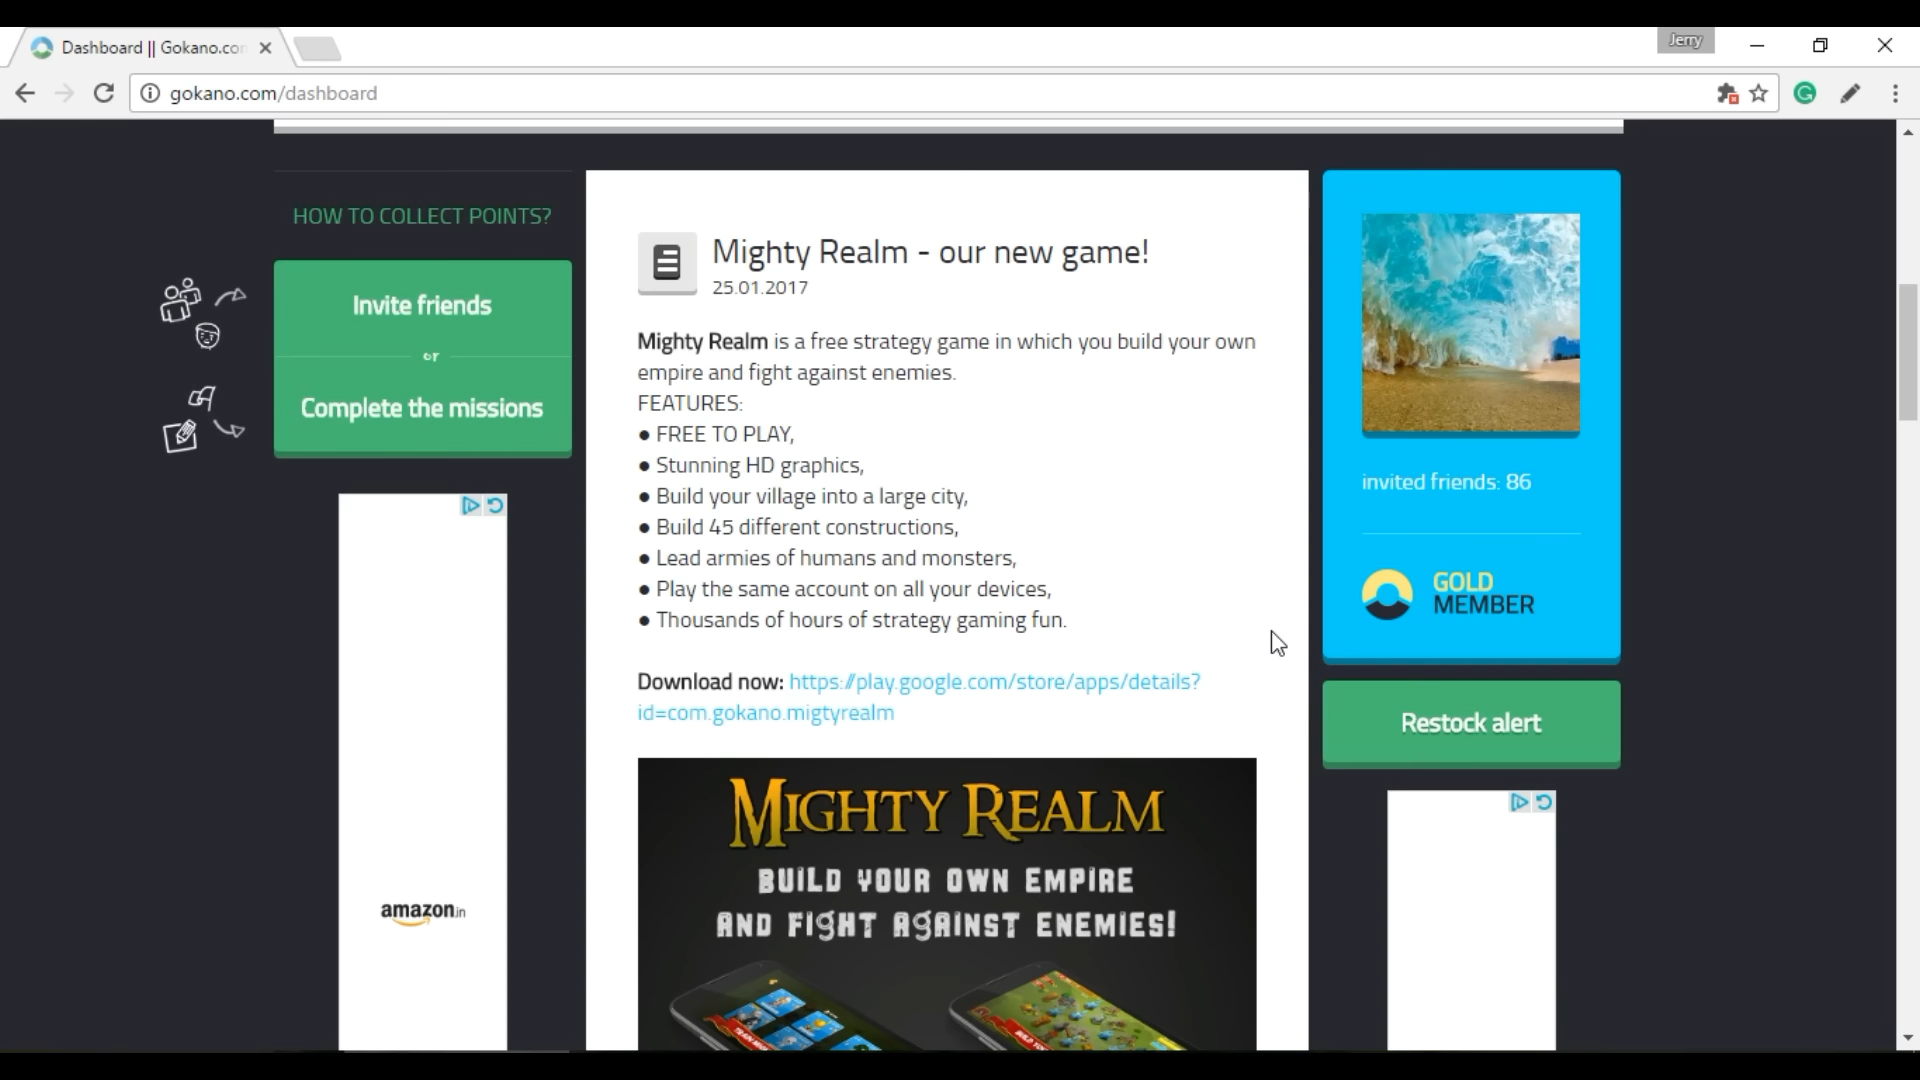 Dashboard || Gokano.co
Jerry
gokano.com/dashboard
HOW TO COLLECT POINTS?
Invite friends
or
Complete the missions
amazon.in
Mighty Realm - our new game!
25.01.2017
Mighty Realm is a free strategy game in which you build your own
empire and fight against enemies.
FEATURES:
● FREE TO PLAY,
● Stunning HD graphics,
● Build your village into a large city,
● Build 45 different constructions,
● Lead armies of humans and monsters,
● Play the same account on all your devices,
● Thousands of hours of strategy gaming fun.
Download now: https://play.google.com/store/apps/details?
id=com.gokano.migtyrealm
MIGHTY REALM
BUILD YOUR OWN EMPIRE
AND FIGHT AGAINST ENEMIES!
invited friends: 86
GOLD
MEMBER
Restock alert